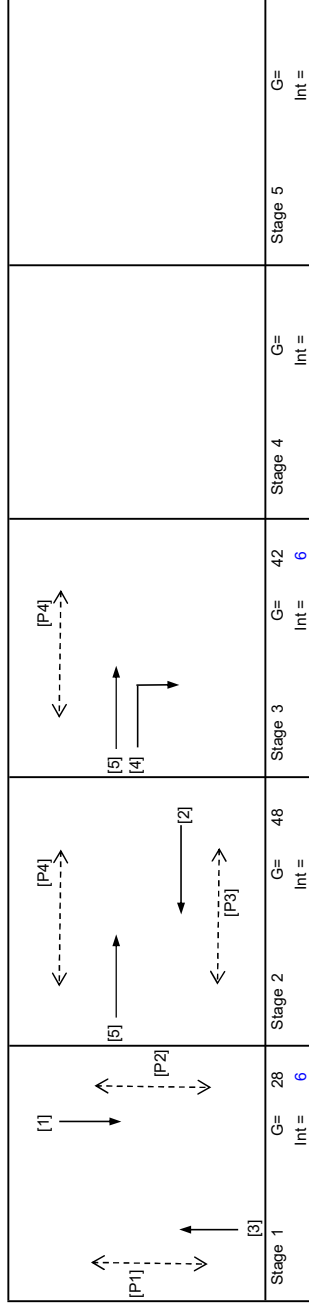 [1]
[P2]
[P1]
[3]
Stage 1 G= 28
Int = 6
[P4]
[5]
[2]
[P3]
Stage 2 G= 48
Int =
[P4]
[5]
[4]
Stage 3 G= 42
Int = 6
Stage 4 G=
Int =
Stage 5 G=
Int =